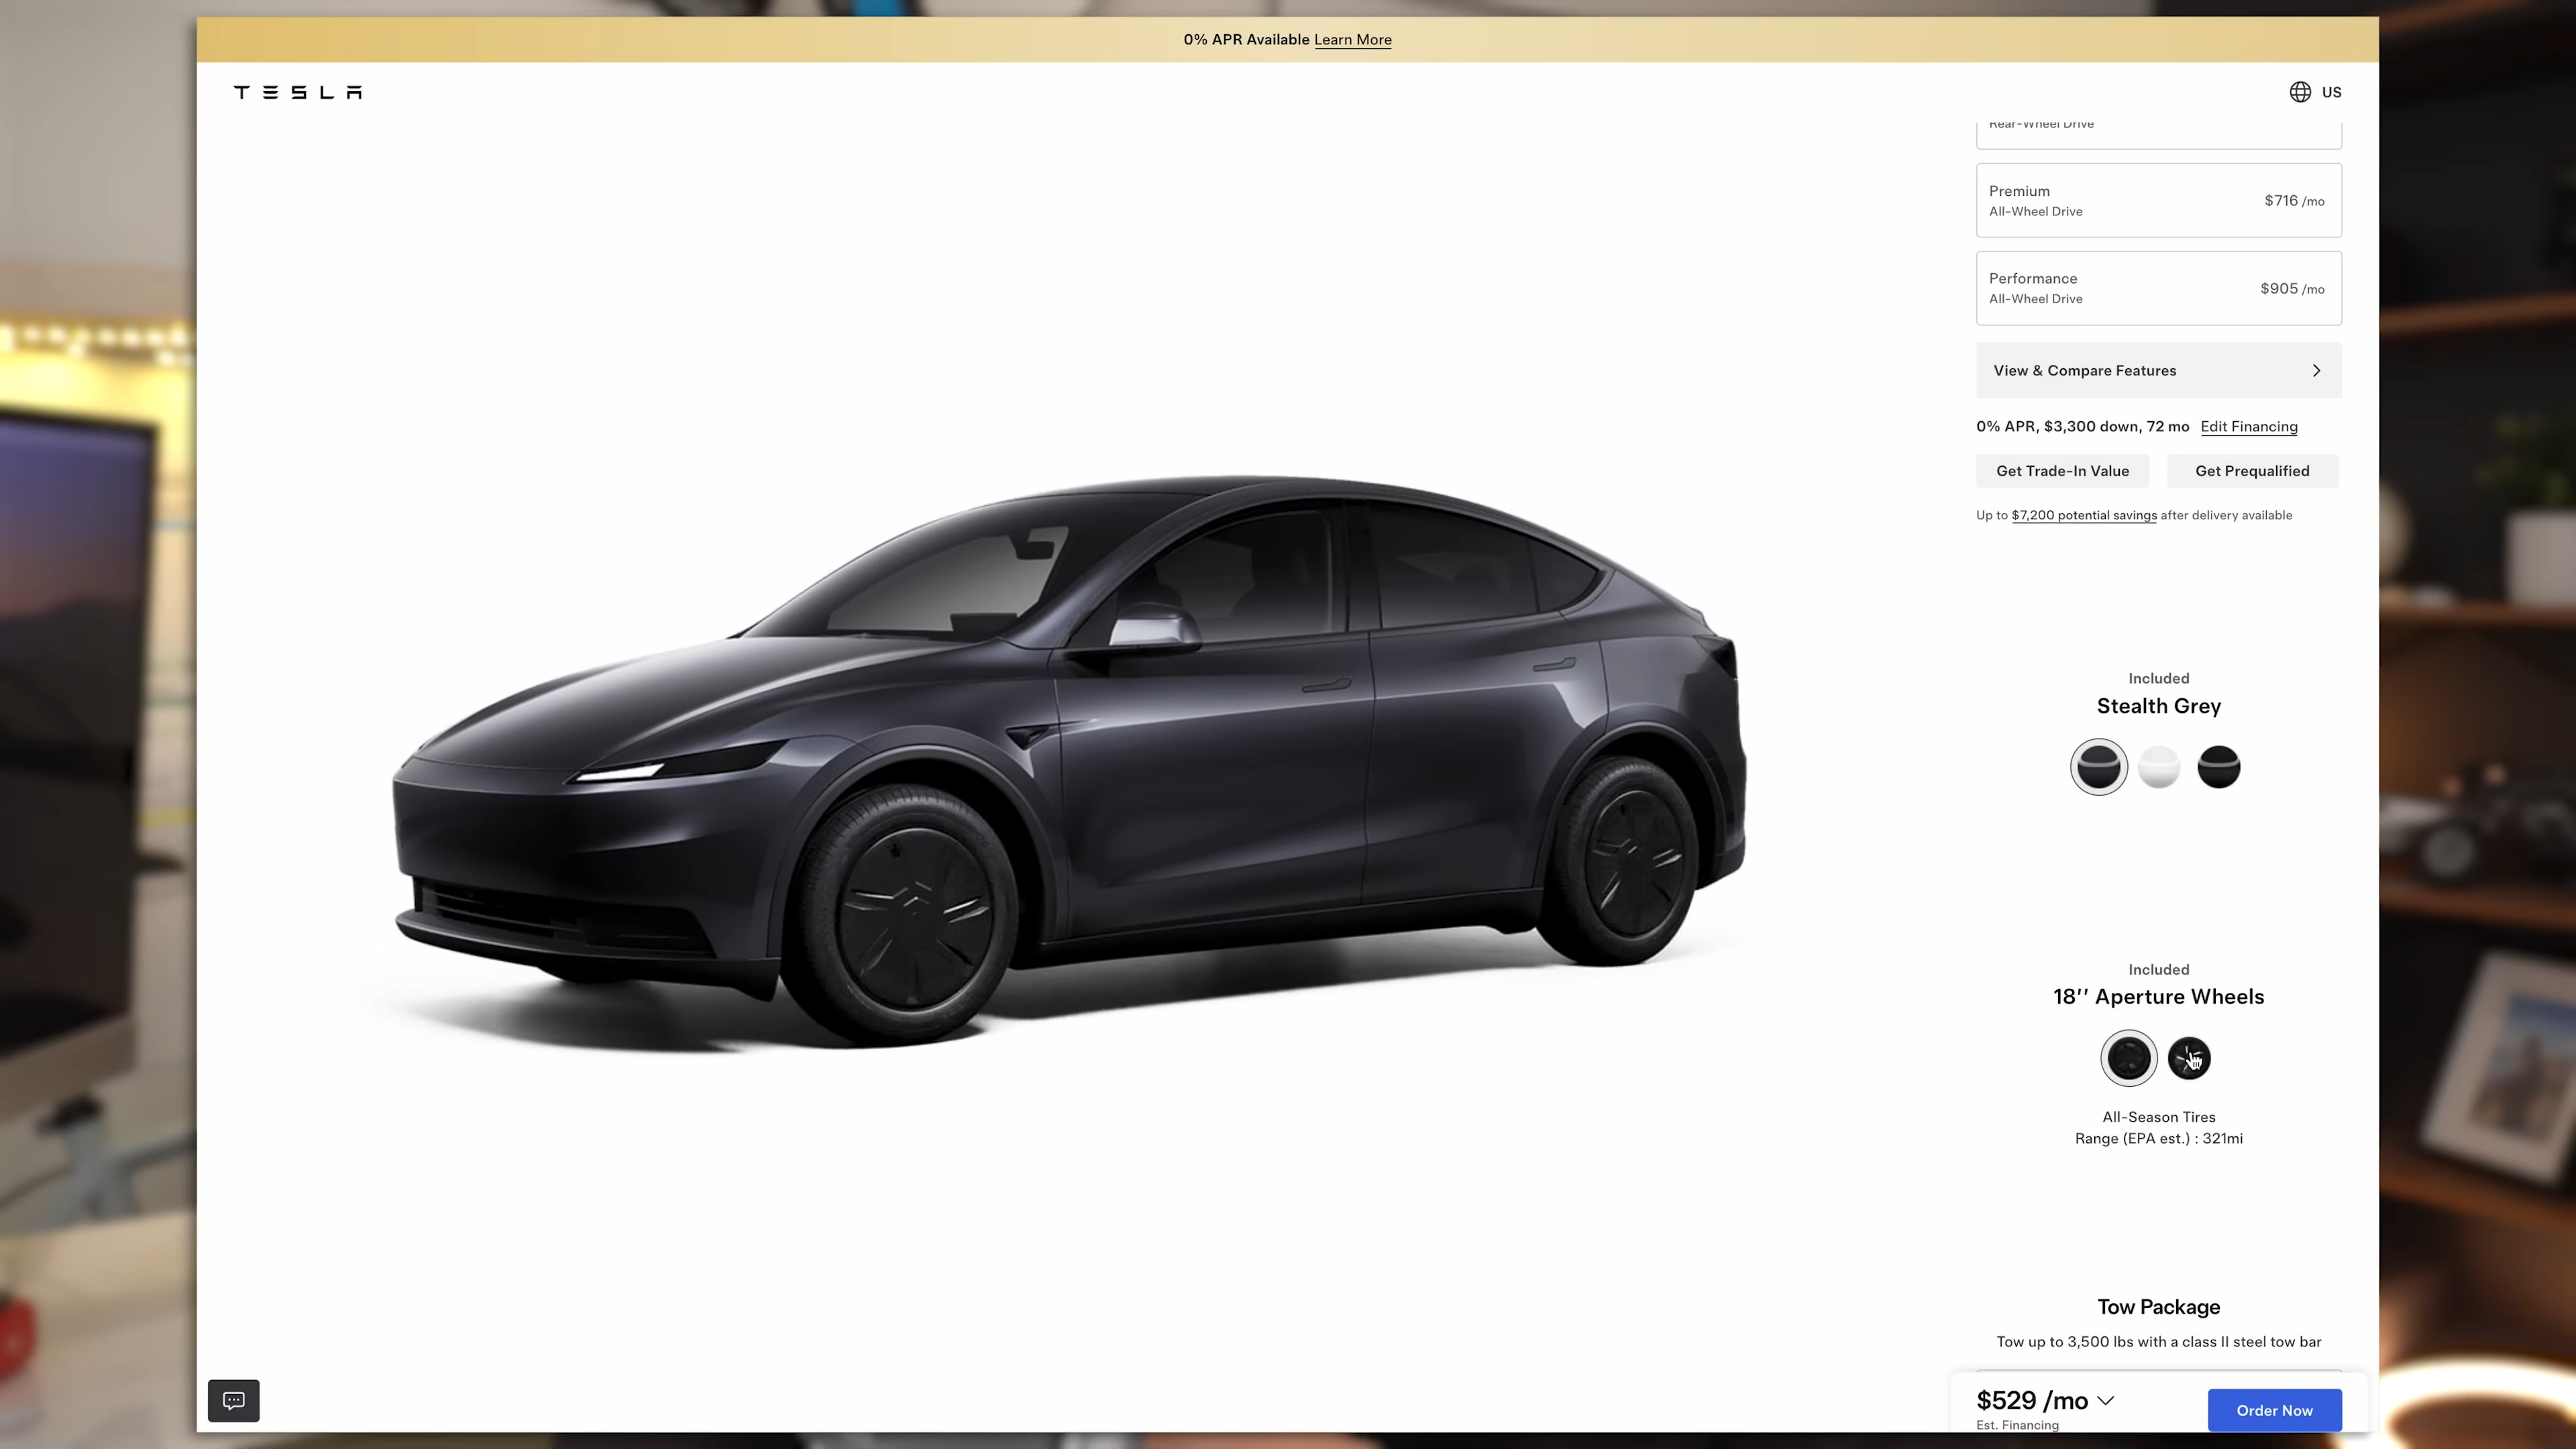 0% APR Available Learn More
TESLA
US
Rear-Wheel Drive
Premium
All-Wheel Drive
$716 /mo
Performance
All-Wheel Drive
$905 /mo
View & Compare Features
0% APR, $3,300 down, 72 mo Edit Financing
Get Trade-In Value
Get Prequalified
Up to $7,200 potential savings after delivery available
Included
Stealth Grey
Included
18'' Aperture Wheels
All-Season Tires
Range (EPA est.) : 321mi
Tow Package
Tow up to 3,500 lbs with a class II steel tow bar
$529 /mo
Est. Financing
Order Now